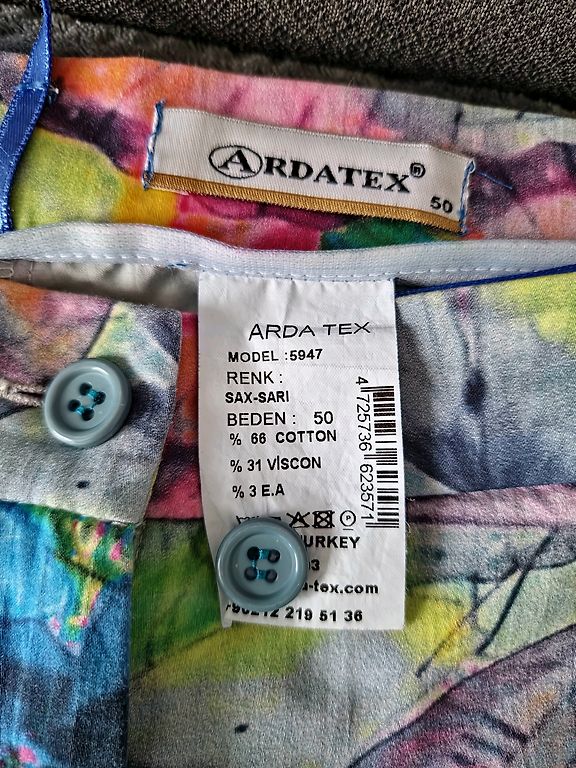 ARDATEX
50
ARDA TEX
MODEL :5947
RENK :
SAX-SARI
BEDEN : 50
% 66 COTTON
% 31 VİSCON
% 3 E.A
4 725736 623571
P
-tex.com
212 219 51 36